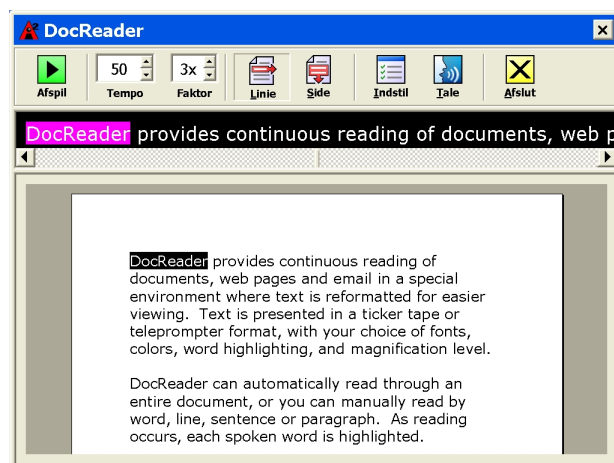 DocReader
50
3x
Afspil
Tempo
Faktor
Linie
Side
Indstil
Tale
Afslut
DocReader provides continuous reading of documents, web p
DocReader provides continuous reading of
documents, web pages and email in a special
environment where text is reformatted for easier
viewing.  Text is presented in a ticker tape or
teleprompter format, with your choice of fonts,
colors, word highlighting, and magnification level.
DocReader can automatically read through an
entire document, or you can manually read by
word, line, sentence or paragraph.  As reading
occurs, each spoken word is highlighted.